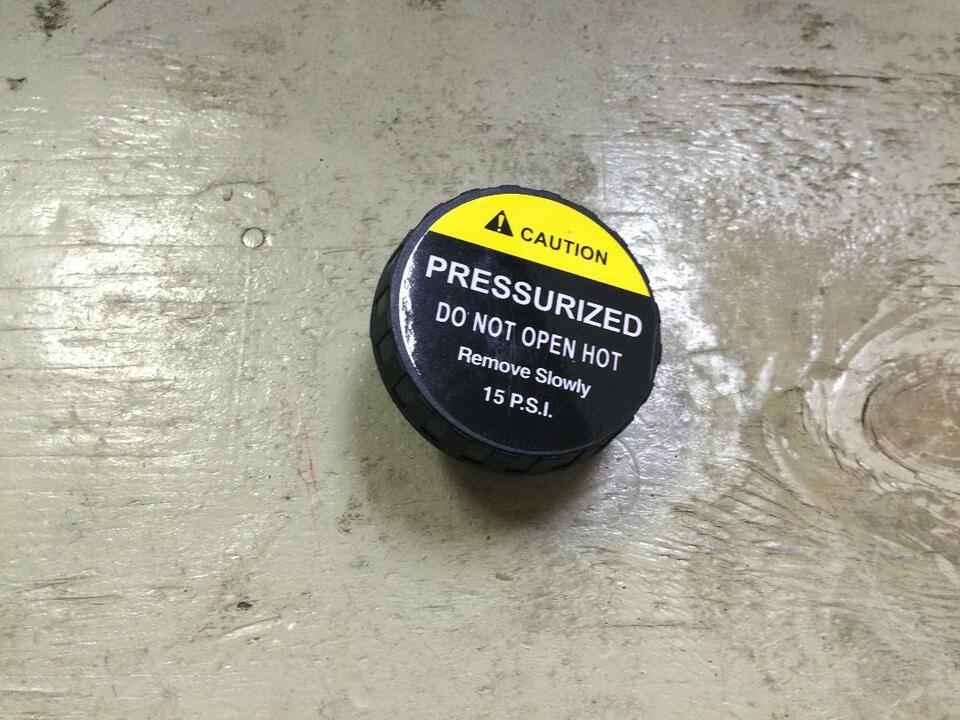 CAUTION
PRESSURIZED
DO NOT OPEN HOT
Remove Slowly
15 P.S.I.